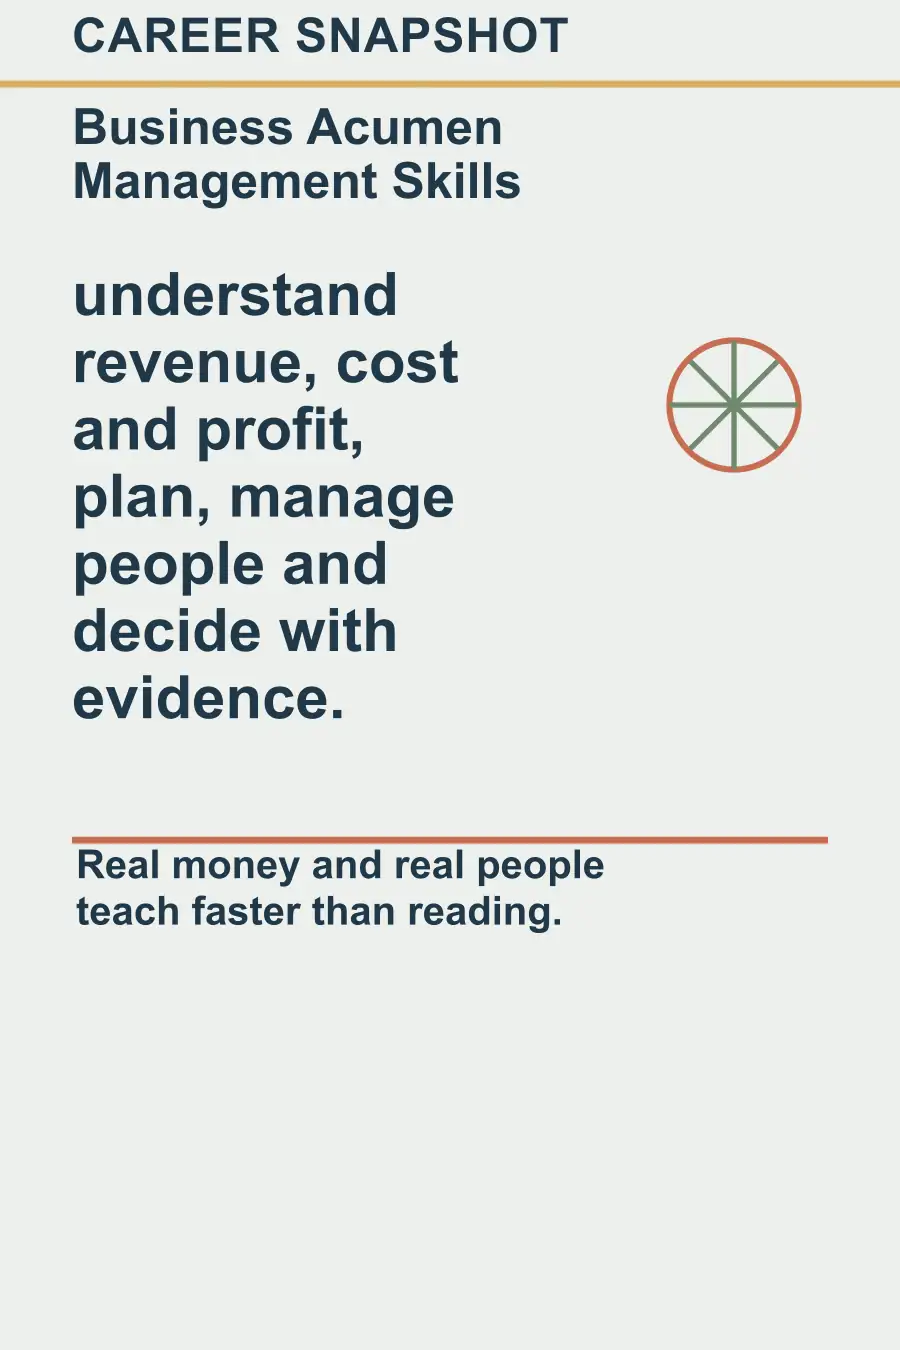 CAREER SNAPSHOT
Business Acumen
Management Skills
understand
revenue, cost
and profit,
plan, manage
people and
decide with
evidence.
Real money and real people
teach faster than reading.